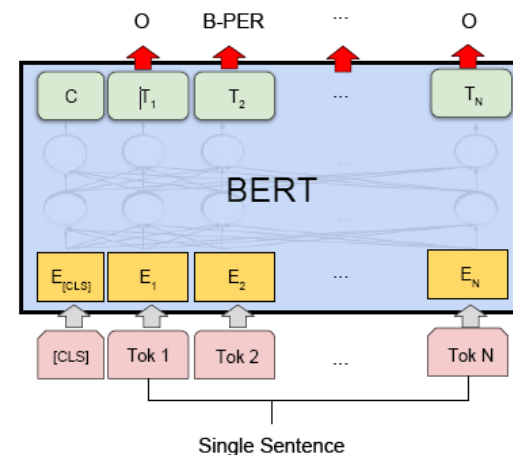 O B-PER ... O
C T1 T2 ... TN
...
BERT
...
E[CLS] E1 E2 ... EN
[CLS] Tok 1 Tok 2 ... Tok N
Single Sentence